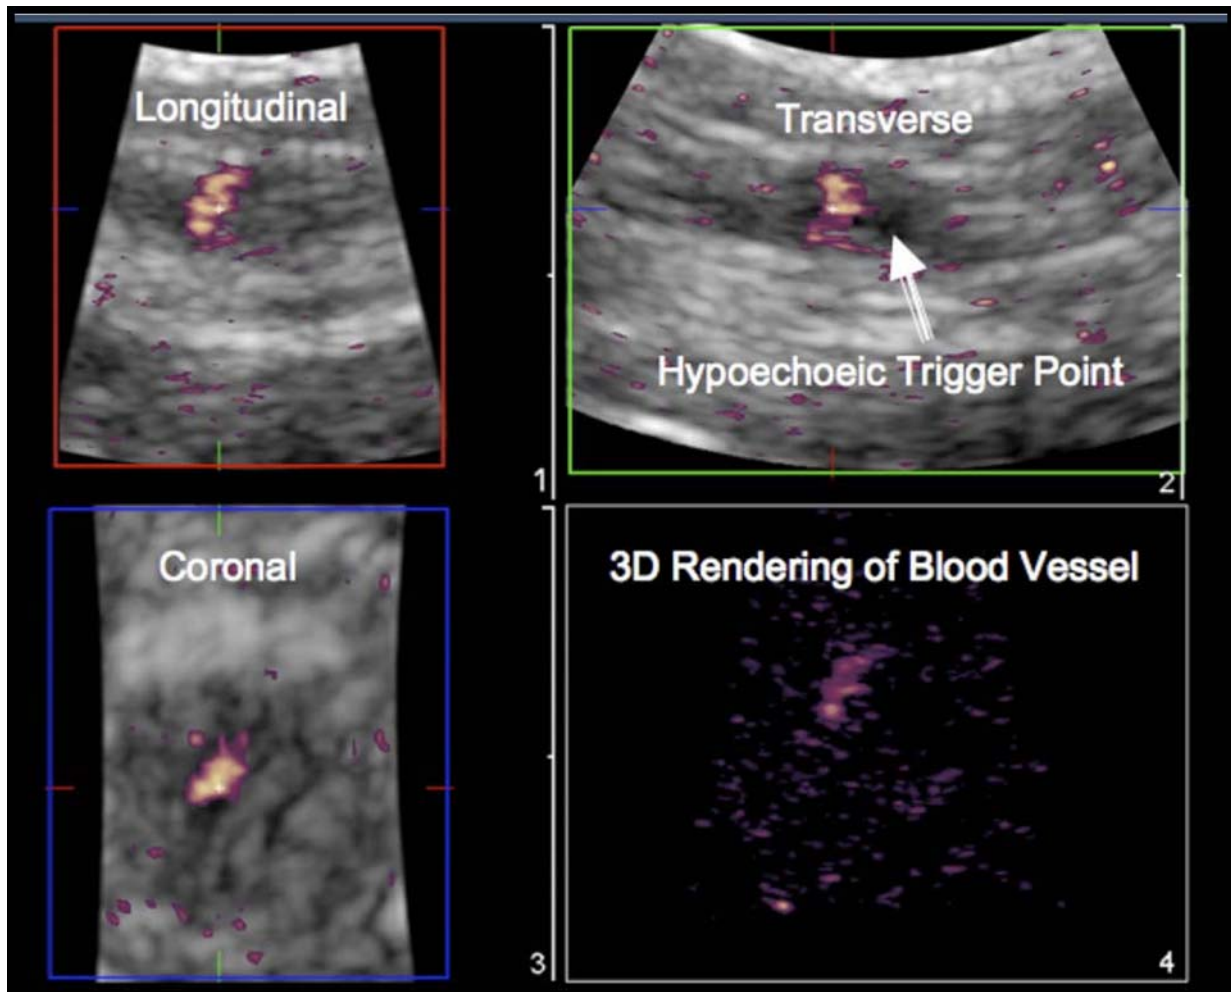 Longitudinal
Transverse
Hypoechoeic Trigger Point
1
2
Coronal
3D Rendering of Blood Vessel
3
4